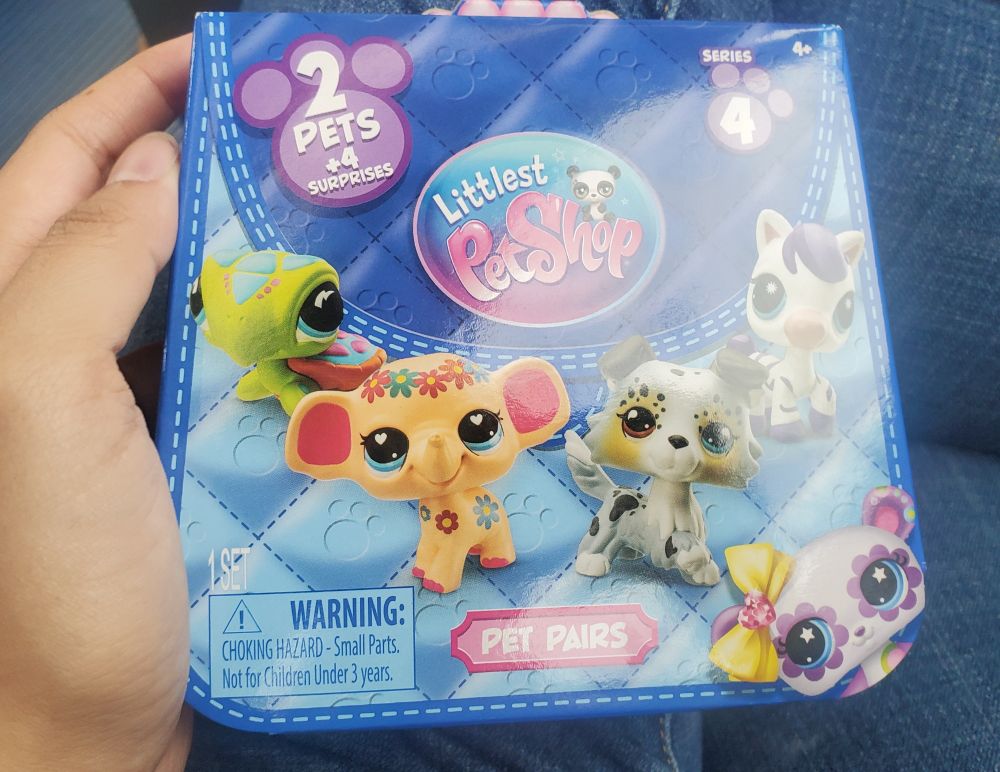 2
PETS
+4
SURPRISES
SERIES
4
4+
Littlest
PetShop
1 SET
WARNING:
CHOKING HAZARD - Small Parts.
Not for Children Under 3 years.
PET PAIRS